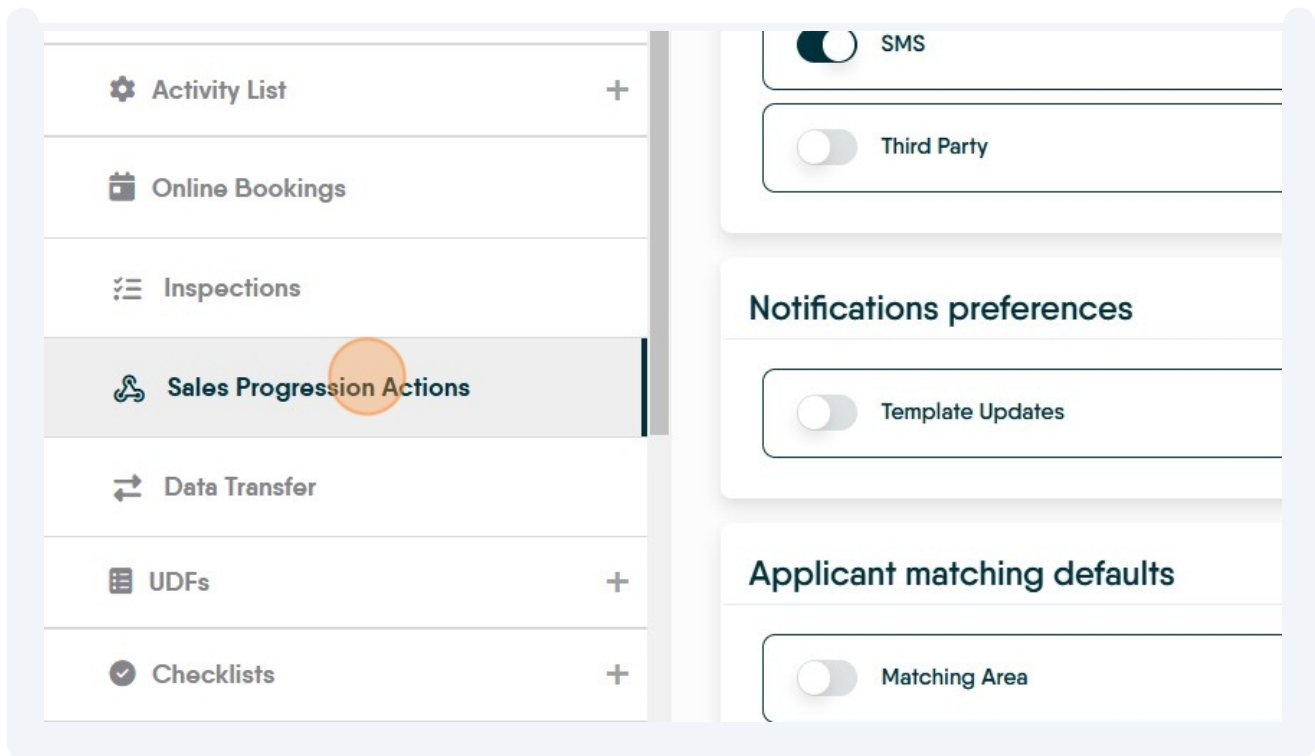 Activity List
Online Bookings
Inspections
Sales Progression Actions
Data Transfer
UDFs
Checklists
SMS
Third Party
Notifications preferences
Template Updates
Applicant matching defaults
Matching Area